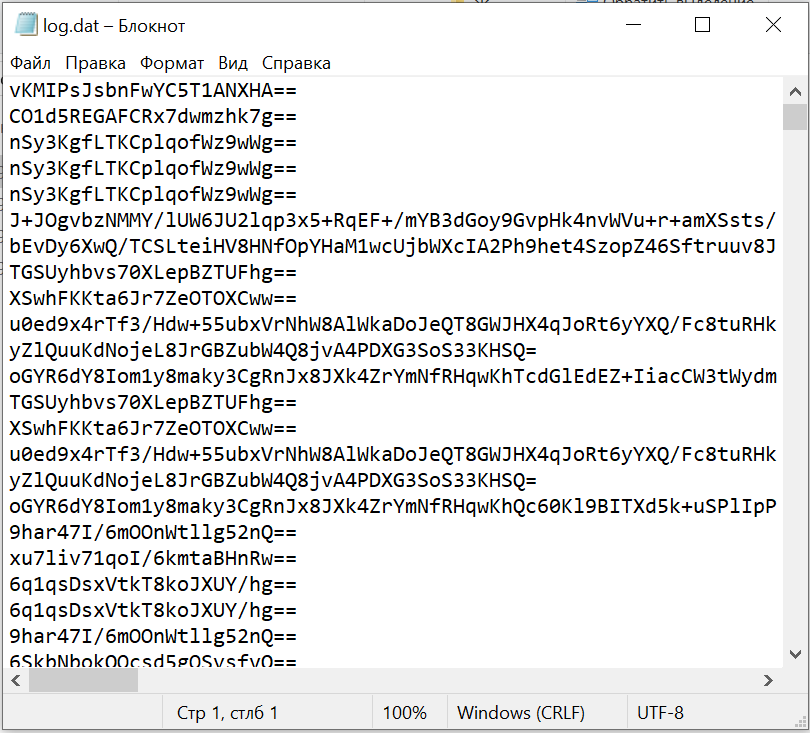 log.dat – Блокнот
Файл Правка Формат Вид Справка
vKMIPsJsbnFwYC5T1ANXHA==
CO1d5REGAFCRx7dwmzhk7g==
nSy3KgfLTKCplqofWz9wWg==
nSy3KgfLTKCplqofWz9wWg==
nSy3KgfLTKCplqofWz9wWg==
J+JOgvbzNMMY/lUW6JU2lqp3x5+RqEF+/mYB3dGoy9GvpHk4nvWVu+r+amXSsts/
bEvDy6XwQ/TCSLteiHV8HNfOpYHaM1wcUjbWXcIA2Ph9het4SzopZ46Sftruuv8J
TGSUyhbvs70XLepBZTUFhg==
XSwhFKKta6Jr7ZeOTOXCww==
u0ed9x4rTf3/Hdw+55ubxVrNhW8AlWkaDoJeQT8GWJHX4qJoRt6yYXQ/Fc8tuRHk
yZlQuuKdNojeL8JrGBZubW4Q8jvA4PDXG3SoS33KHSQ=
oGYR6dY8Iom1y8maky3CgRnJx8JXk4ZrYmNfRHqwKhTcdGlEdEZ+IiacCW3tWydm
TGSUyhbvs70XLepBZTUFhg==
XSwhFKKta6Jr7ZeOTOXCww==
u0ed9x4rTf3/Hdw+55ubxVrNhW8AlWkaDoJeQT8GWJHX4qJoRt6yYXQ/Fc8tuRHk
yZlQuuKdNojeL8JrGBZubW4Q8jvA4PDXG3SoS33KHSQ=
oGYR6dY8Iom1y8maky3CgRnJx8JXk4ZrYmNfRHqwKhQc60Kl9BITXd5k+uSPlIpP
9har47I/6mOOnWtllg52nQ==
xu7liv71qoI/6kmtaBHnRw==
6q1qsDsxVtkT8koJXUY/hg==
6q1qsDsxVtkT8koJXUY/hg==
9har47I/6mOOnWtllg52nQ==
Стр 1, стлб 1 100% Windows (CRLF) UTF-8